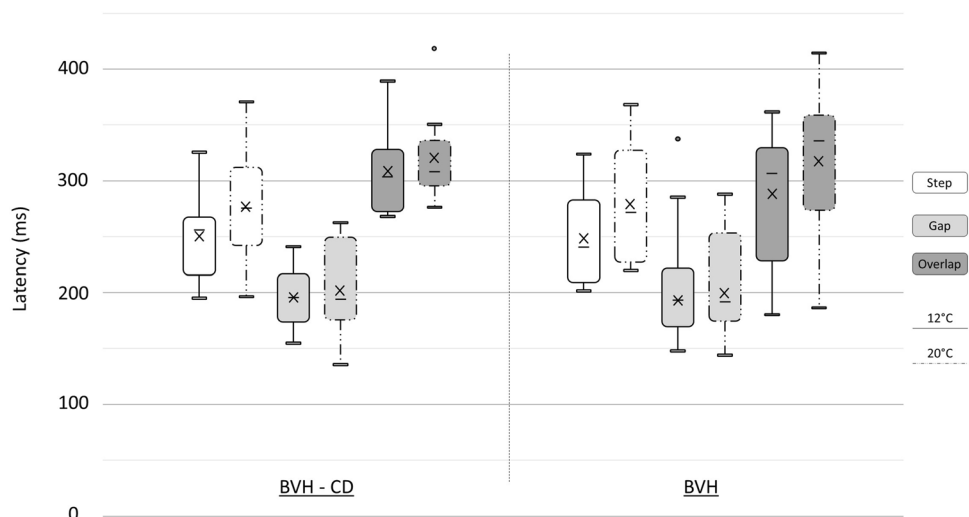 Latency (ms)
400
300
200
100
0
BVH - CD
BVH
Step
Gap
Overlap
12°C
20°C